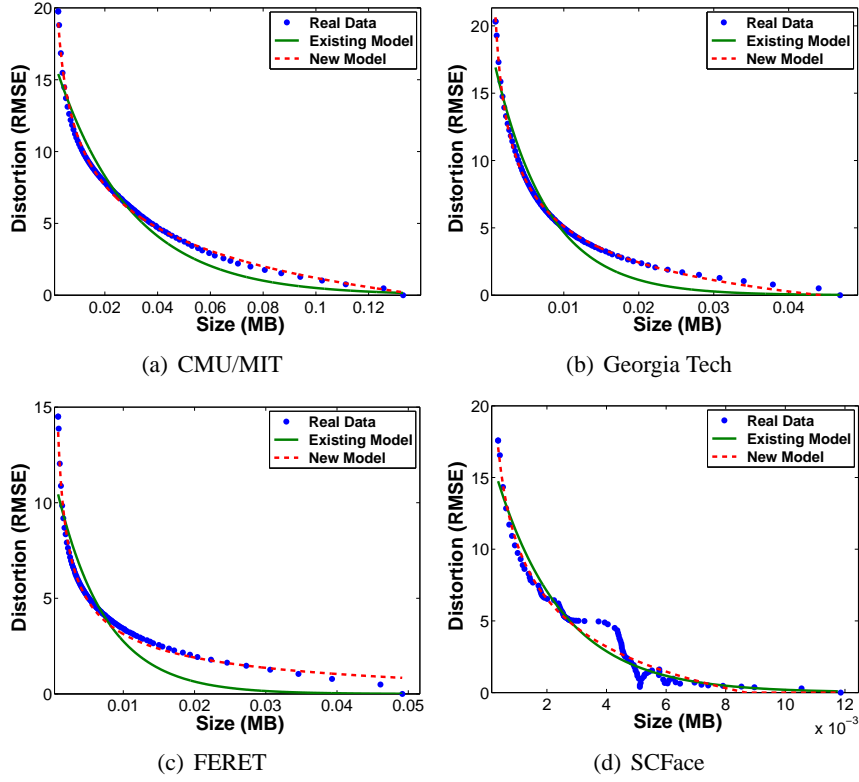 20
15
10
5
0
Distortion (RMSE)
Real Data
Existing Model
New Model
0.02 0.04 0.06 0.08 0.10 0.12
Size (MB)
(a) CMU/MIT
20
15
10
5
0
Distortion (RMSE)
Real Data
Existing Model
New Model
0.01 0.02 0.03 0.04
Size (MB)
(b) Georgia Tech
15
10
5
0
Distortion (RMSE)
Real Data
Existing Model
New Model
0.01 0.02 0.03 0.04 0.05
Size (MB)
(c) FERET
20
15
10
5
0
Distortion (RMSE)
Real Data
Existing Model
New Model
2 4 6 8 10 12
Size (MB)
x 10⁻³
(d) SCFace